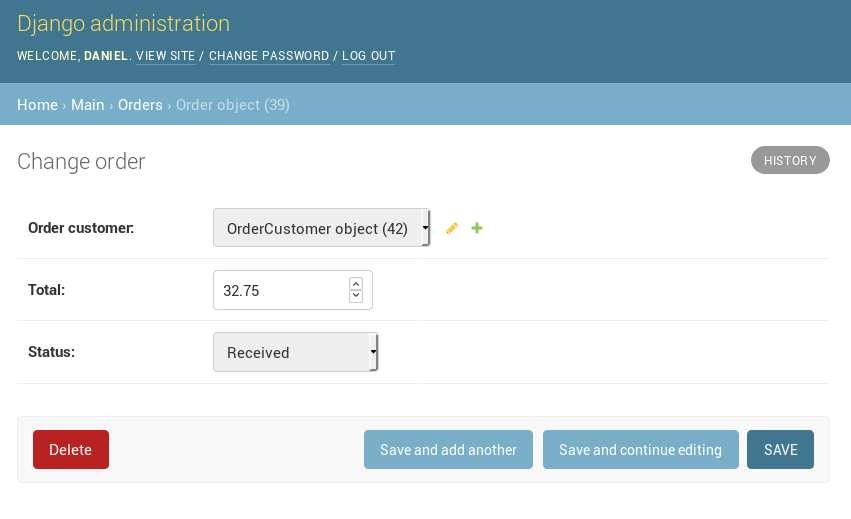 Django administration
WELCOME, DANIEL. VIEW SITE / CHANGE PASSWORD / LOG OUT
Home › Main › Orders › Order object (39)
Change order
HISTORY
Order customer: OrderCustomer object (42)
Total: 32.75
Status: Received
Delete Save and add another Save and continue editing SAVE